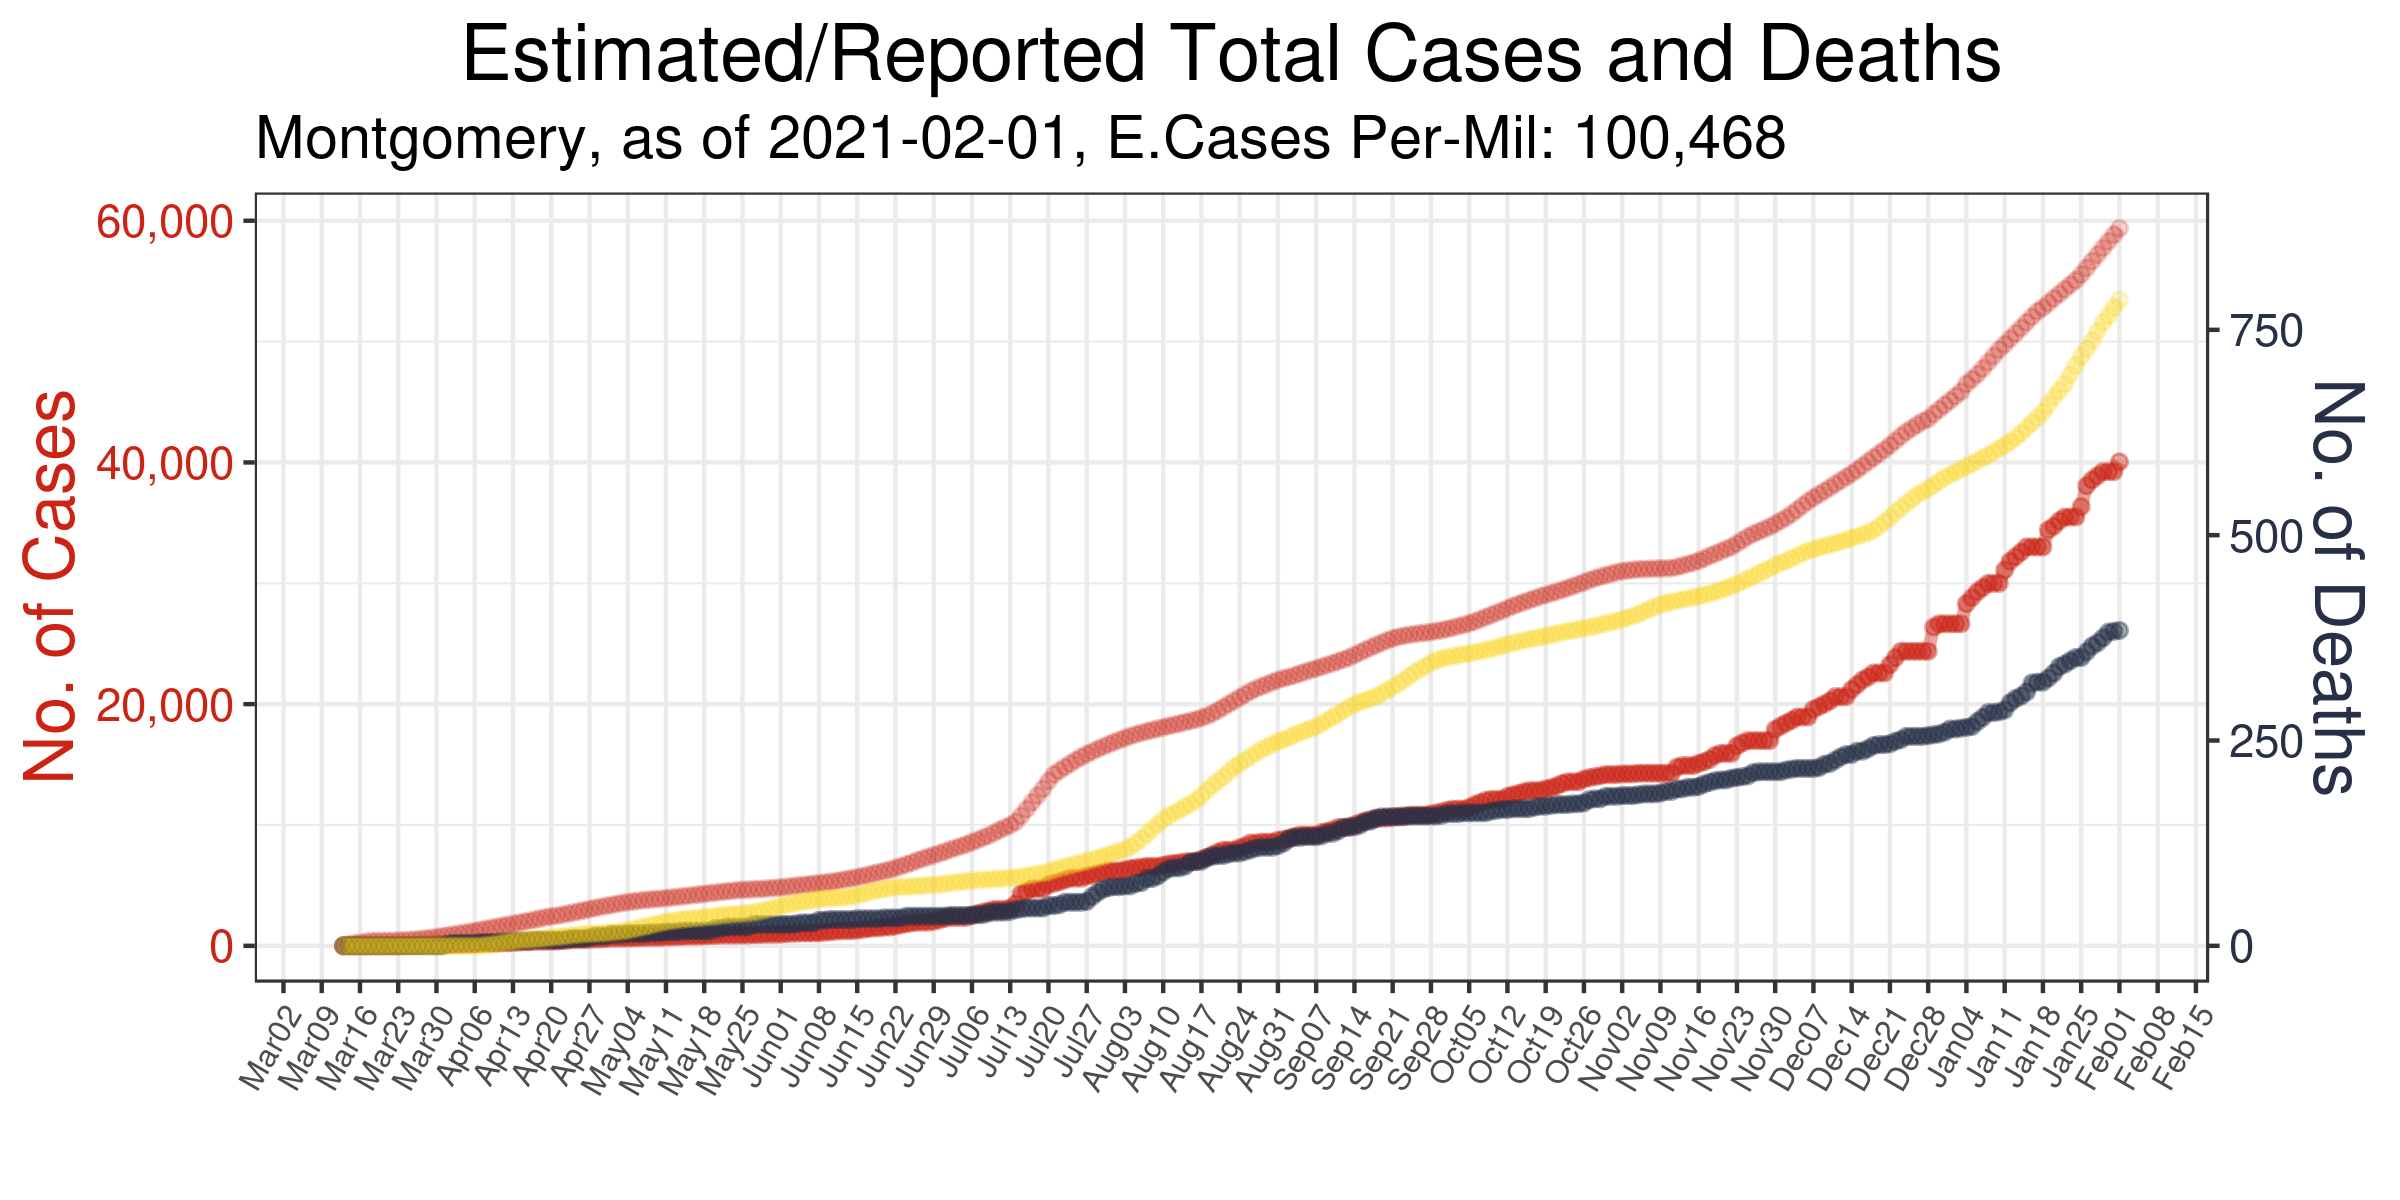 Estimated/Reported Total Cases and Deaths
Montgomery, as of 2021-02-01, E.Cases Per-Mil: 100,468
No. of Cases
60,000
40,000
20,000
0
750
500
250
0
No. of Deaths
Mar02 Mar09 Mar16 Mar23 Mar30 Apr06 Apr13 Apr20 Apr27 May04 May11 May18 May25 Jun01 Jun08 Jun15 Jun22 Jun29 Jul06 Jul13 Jul20 Jul27 Aug03 Aug10 Aug17 Aug24 Aug31 Sep07 Sep14 Sep21 Sep28 Oct05 Oct12 Oct19 Oct26 Nov02 Nov09 Nov16 Nov23 Nov30 Dec07 Dec14 Dec21 Dec28 Jan04 Jan11 Jan18 Jan25 Feb01 Feb08 Feb15